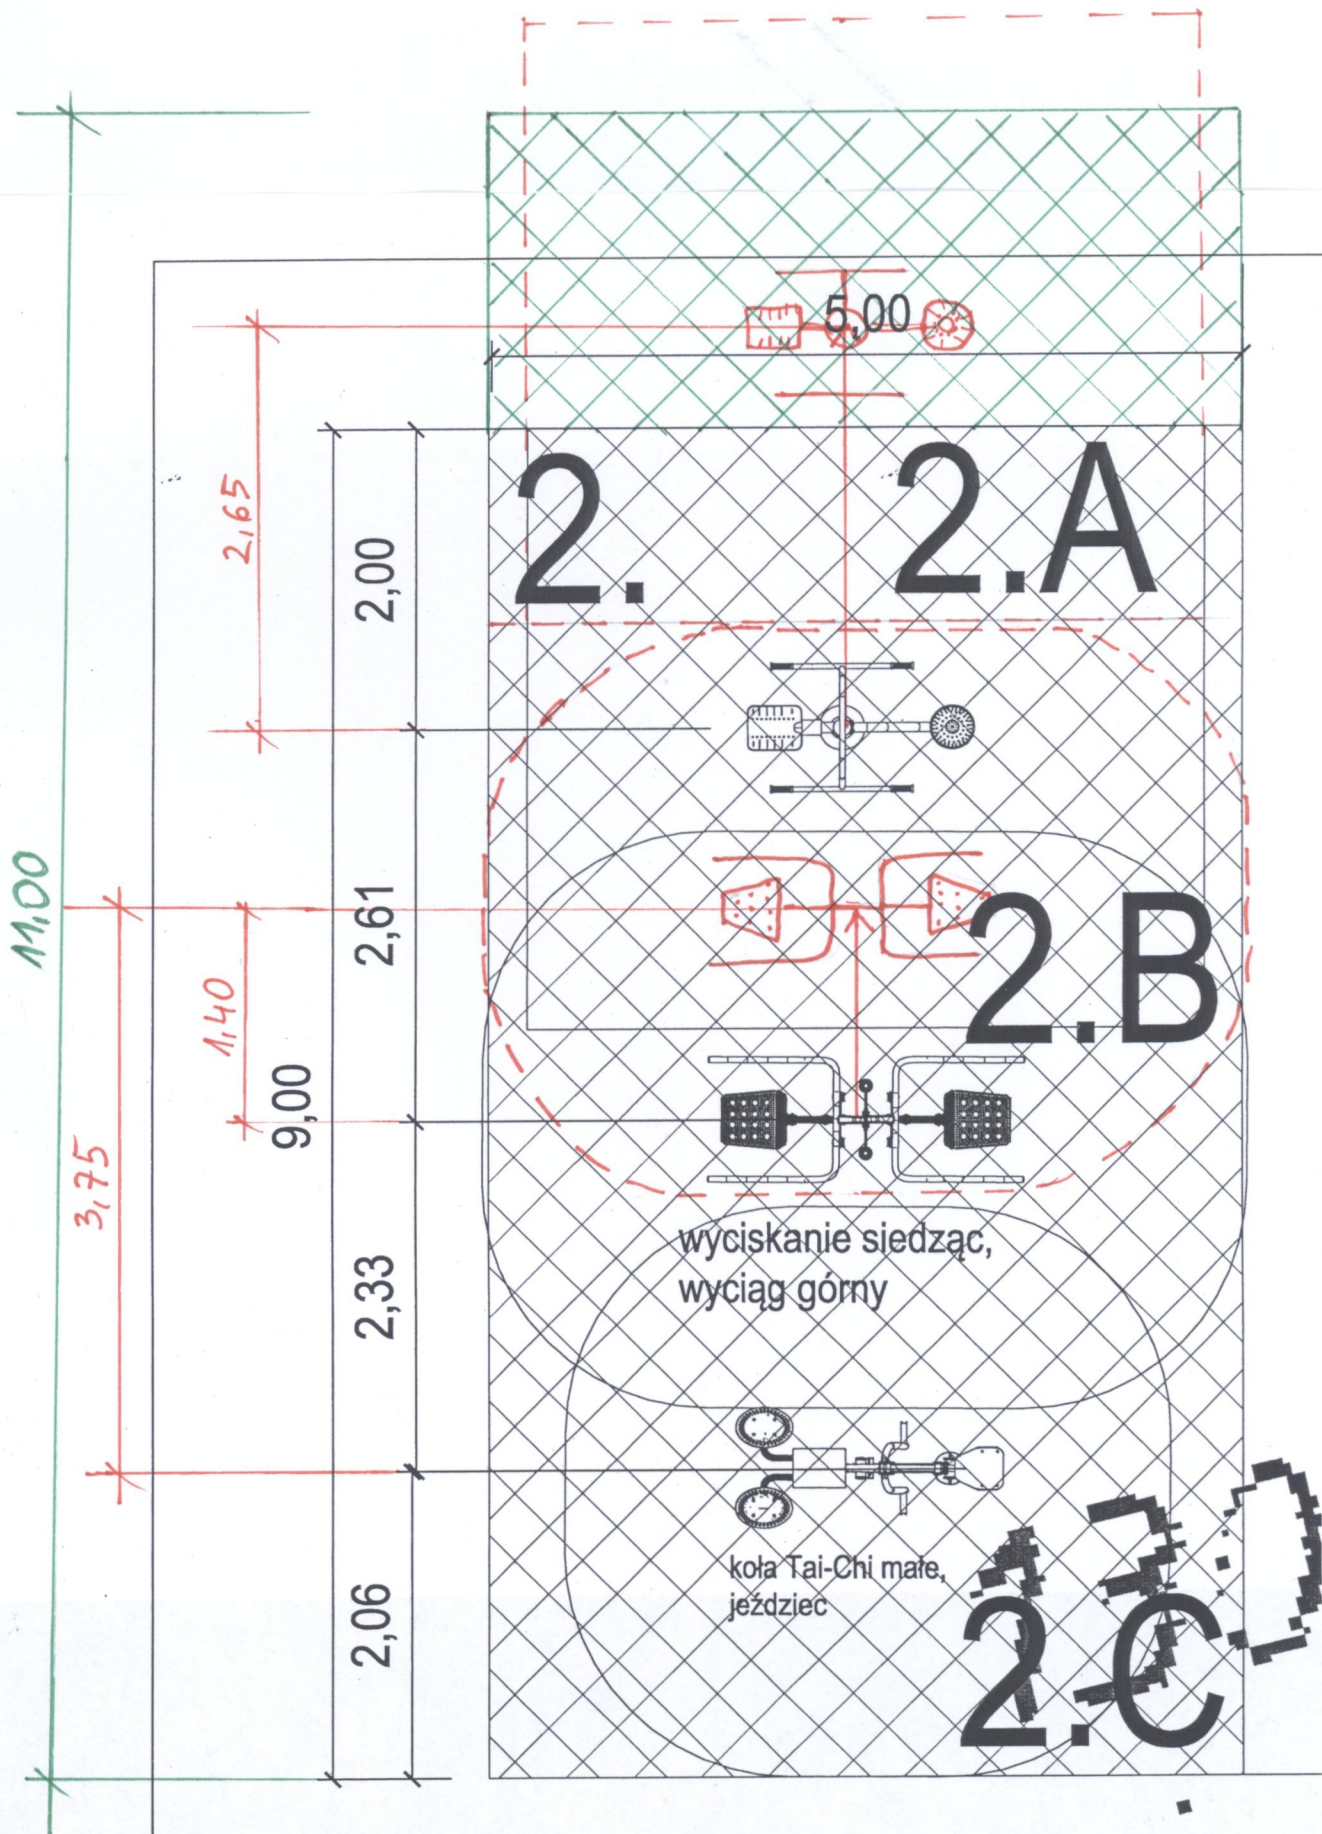 5,00
2. 2.A
2,65
2,00
11,00
2,61
2.B
1,40
9,00
3,75
wyciskanie siedząc,
wyciąg górny
2,33
koła Tai-Chi małe,
jeździec
2,06
2.C